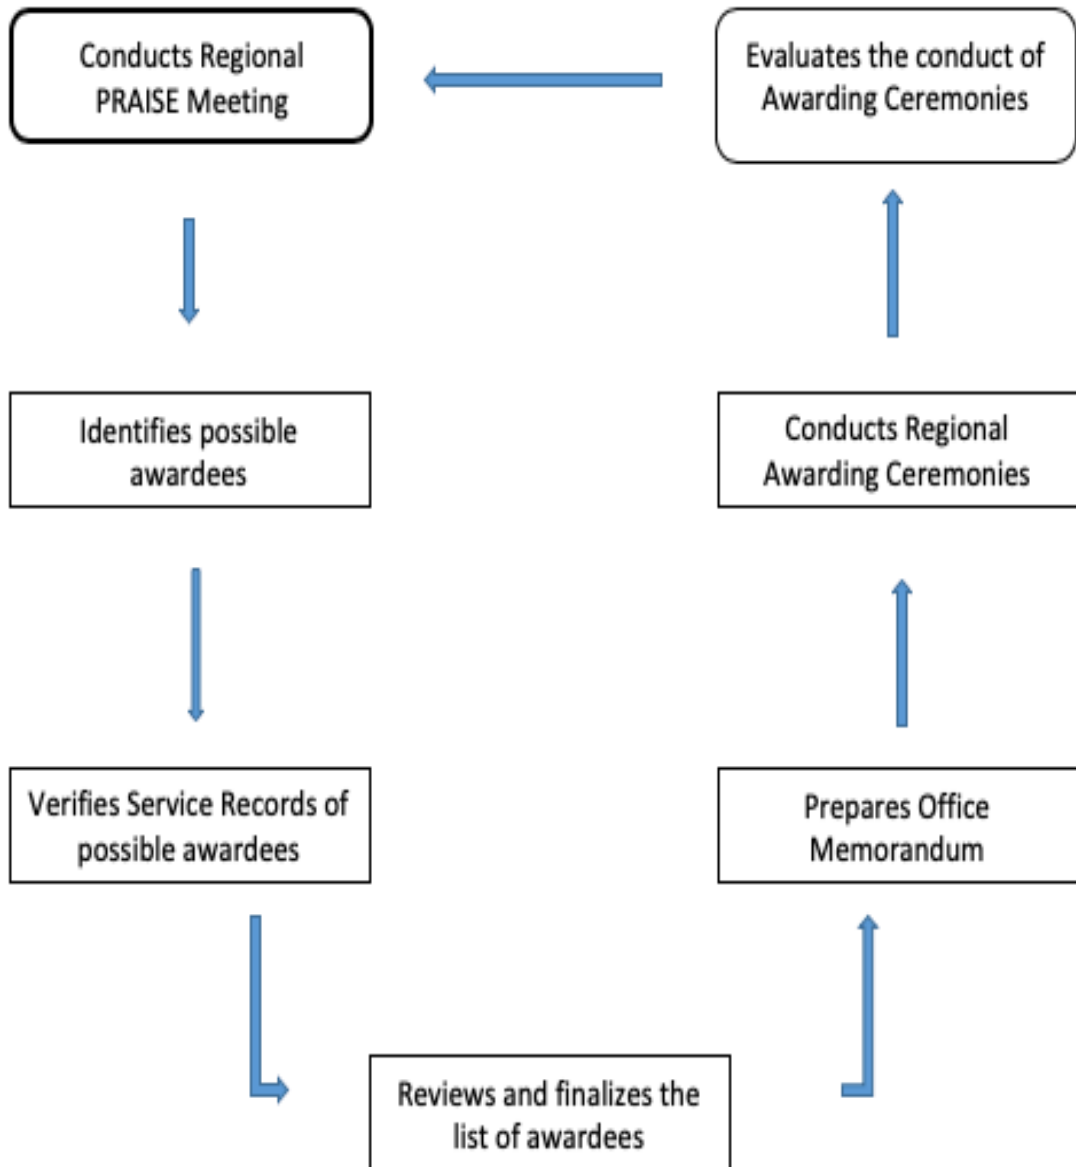 Conducts Regional
PRAISE Meeting
Evaluates the conduct of
Awarding Ceremonies
Identifies possible
awardees
Conducts Regional
Awarding Ceremonies
Verifies Service Records of
possible awardees
Prepares Office
Memorandum
Reviews and finalizes the
list of awardees